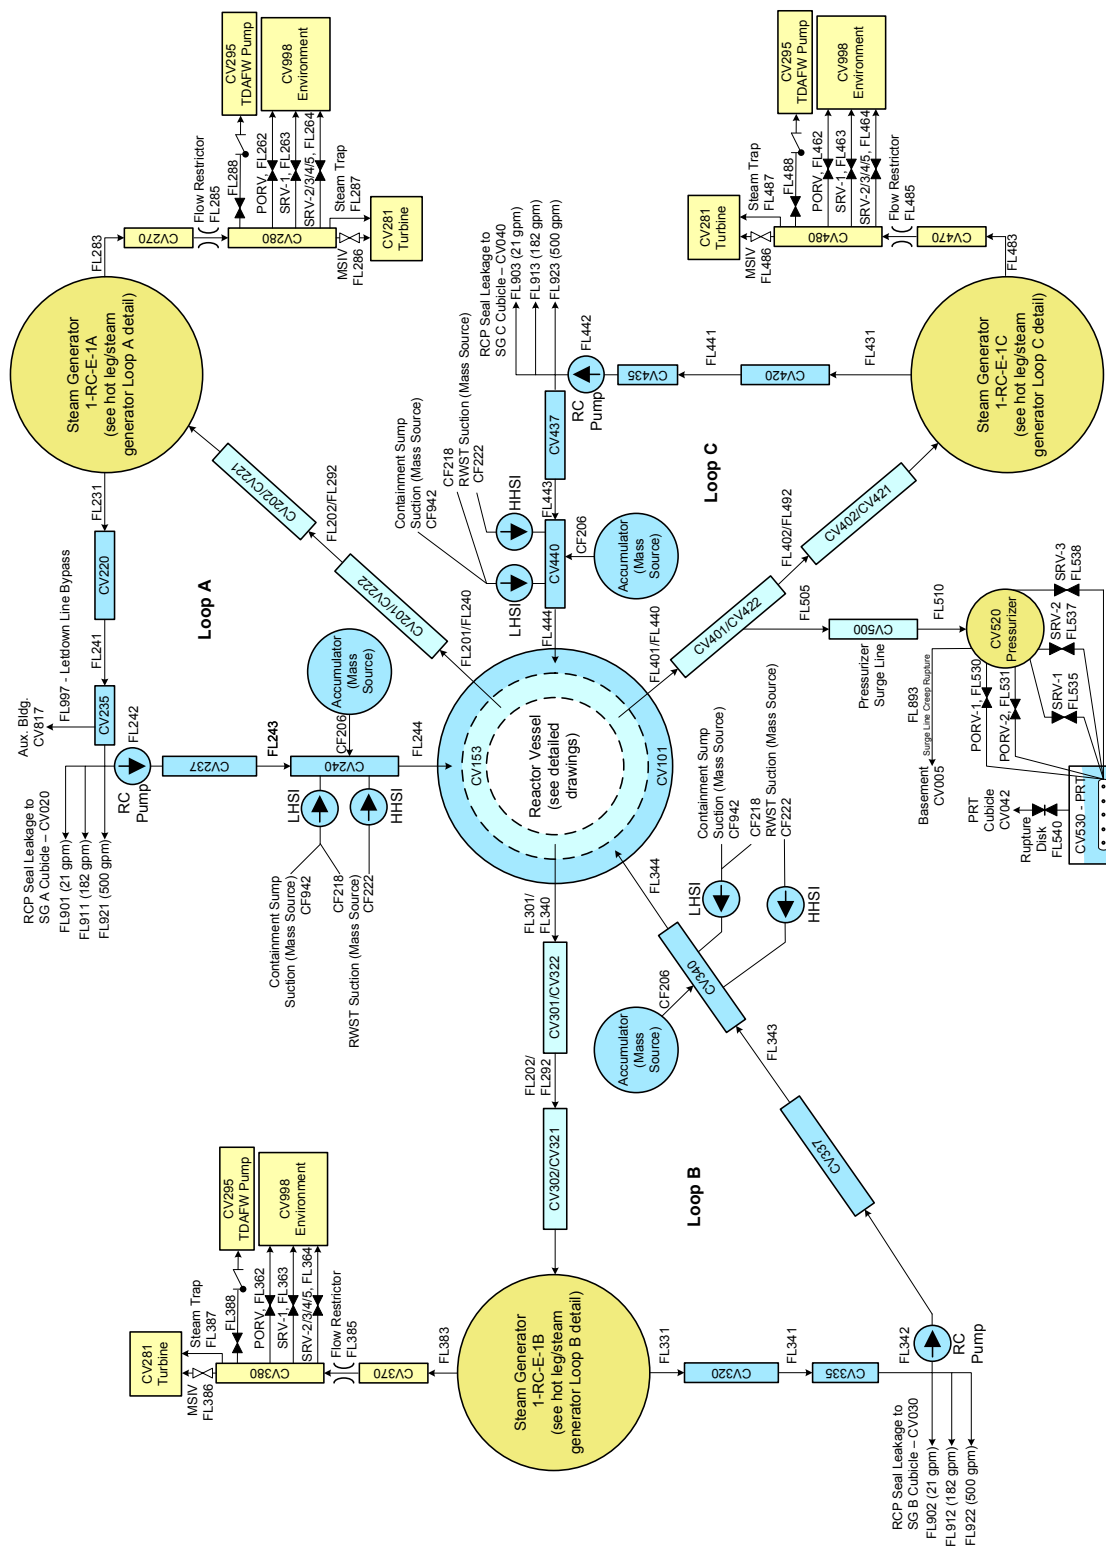 Steam Generator
1-RC-E-1A
(see hot leg/steam
generator Loop A detail)
FL283
CV270
Flow Restrictor
FL285
CV280
FL288
CV295
TDAFW Pump
PORV, FL262
SRV-1, FL263
SRV-2/3/4/5, FL264
CV998
Environment
Steam Trap
FL287
MSIV
FL286
CV281
Turbine
FL231
CV220
FL241
CV235
FL997 - Letdown Line Bypass
Aux. Bldg.
CV817
FL242
RC
Pump
RCP Seal Leakage to
SG A Cubicle – CV020
FL901 (21 gpm)
FL911 (182 gpm)
FL921 (500 gpm)
CV237
FL243
CV240
CF206
Accumulator
(Mass
Source)
LHSI
HHSI
Containment Sump
Suction (Mass Source)
CF942
CF218
RWST Suction (Mass Source)
CF222
FL244
Loop A
CV202/CV221
FL202/FL292
CV201/CV222
FL201/FL240
Reactor Vessel
(see detailed
drawings)
CV153
CV101
RCP Seal Leakage to
SG C Cubicle – CV040
FL903 (21 gpm)
FL913 (182 gpm)
FL923 (500 gpm)
FL442
RC
Pump
CV435
FL441
CV420
FL431
CV437
FL443
CV440
FL444
HHSI
LHSI
Containment Sump
Suction (Mass Source)
CF942
CF218
RWST Suction (Mass Source)
CF222
CF206
Accumulator
(Mass
Source)
Loop C
FL401/FL440
CV401/CV422
FL402/FL492
CV402/CV421
Steam Generator
1-RC-E-1C
(see hot leg/steam
generator Loop C detail)
FL483
CV470
Flow Restrictor
FL485
CV480
FL488
CV295
TDAFW Pump
PORV, FL462
SRV-1, FL463
SRV-2/3/4/5, FL464
CV998
Environment
Steam Trap
FL487
MSIV
FL486
CV281
Turbine
FL505
CV500
Pressurizer
Surge Line
FL510
CV520
Pressurizer
FL893
Surge Line Creep Rupture
Basement
CV005
PORV-1, FL530
PORV-2, FL531
SRV-1
FL535
SRV-2
FL537
SRV-3
FL538
PRT
Cubicle
CV042
Rupture
Disk
FL540
CV530 - PRT
FL301/
FL340
CV301/CV322
FL202/
FL292
CV302/CV321
Steam Generator
1-RC-E-1B
(see hot leg/steam
generator Loop B detail)
FL383
CV370
Flow Restrictor
FL385
CV380
FL388
CV295
TDAFW Pump
PORV, FL362
SRV-1, FL363
SRV-2/3/4/5, FL364
CV998
Environment
Steam Trap
FL387
MSIV
FL386
CV281
Turbine
Loop B
FL331
CV320
FL341
CV335
FL342
RC
Pump
RCP Seal Leakage to
SG B Cubicle – CV030
FL902 (21 gpm)
FL912 (182 gpm)
FL922 (500 gpm)
CV337
FL343
CV340
FL344
CF206
Accumulator
(Mass
Source)
LHSI
HHSI
Containment Sump
Suction (Mass Source)
CF942
CF218
RWST Suction (Mass Source)
CF222